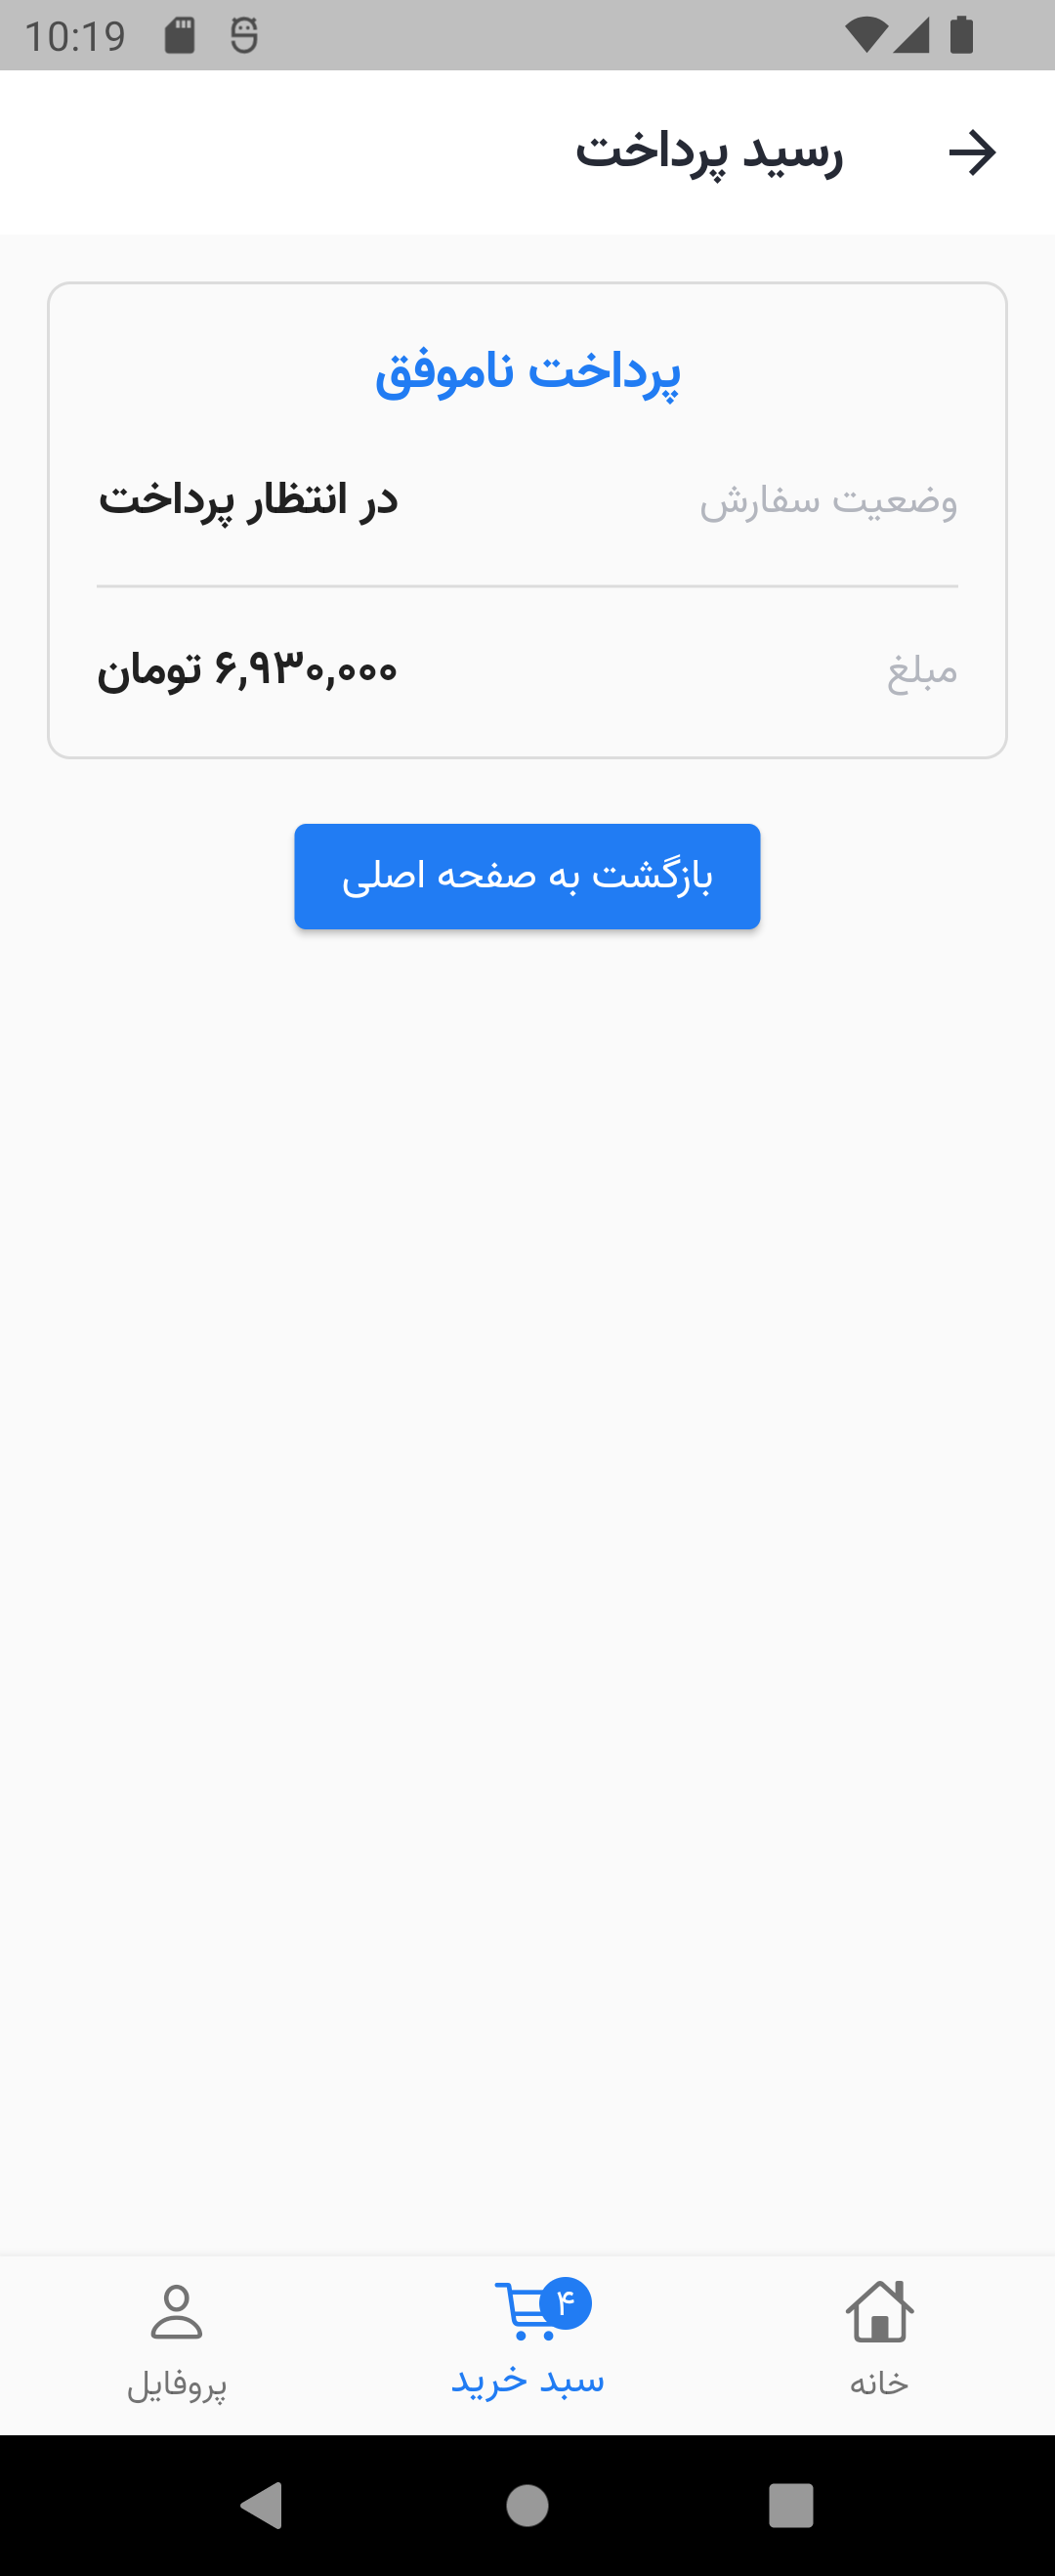 10:19
رسید پرداخت
پرداخت ناموفق
وضعیت سفارش در انتظار پرداخت
مبلغ ۶,۹۳۰,۰۰۰ تومان
بازگشت به صفحه اصلی
۴
خانه سبد خرید پروفایل